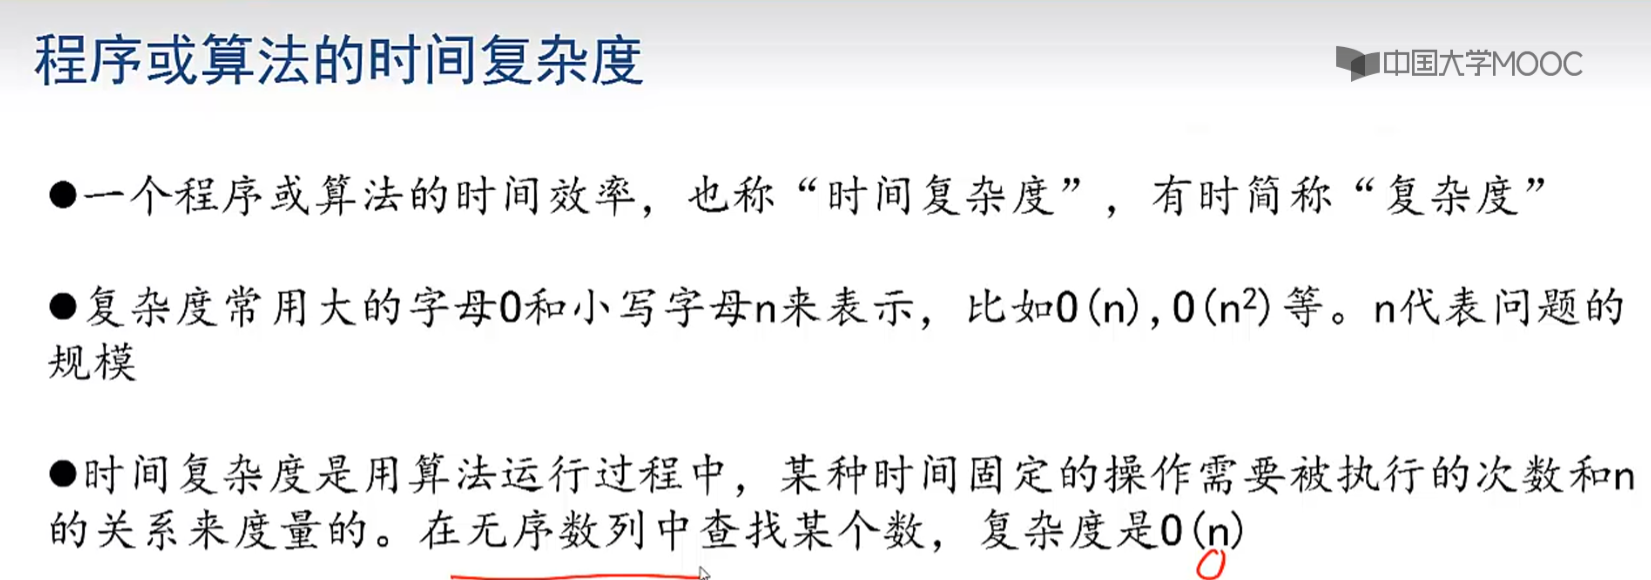 程序或算法的时间复杂度
中国大学MOOC
●一个程序或算法的时间效率，也称“时间复杂度”，有时简称“复杂度”
●复杂度常用大的字母O和小写字母n来表示，比如O(n),O(n²)等。n代表问题的
规模
●时间复杂度是用算法运行过程中，某种时间固定的操作需要被执行的次数和n
的关系来度量的。在无序数列中查找某个数，复杂度是O(n)